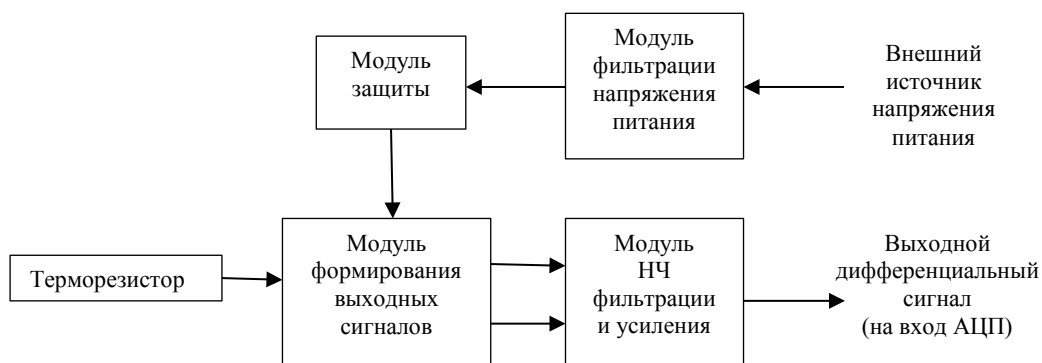 Модуль
защиты
Модуль
фильтрации
напряжения
питания
Внешний
источник
напряжения
питания
Терморезистор
Модуль
формирования
выходных
сигналов
Модуль
НЧ
фильтрации
и усиления
Выходной
дифференциальный
сигнал
(на вход АЦП)